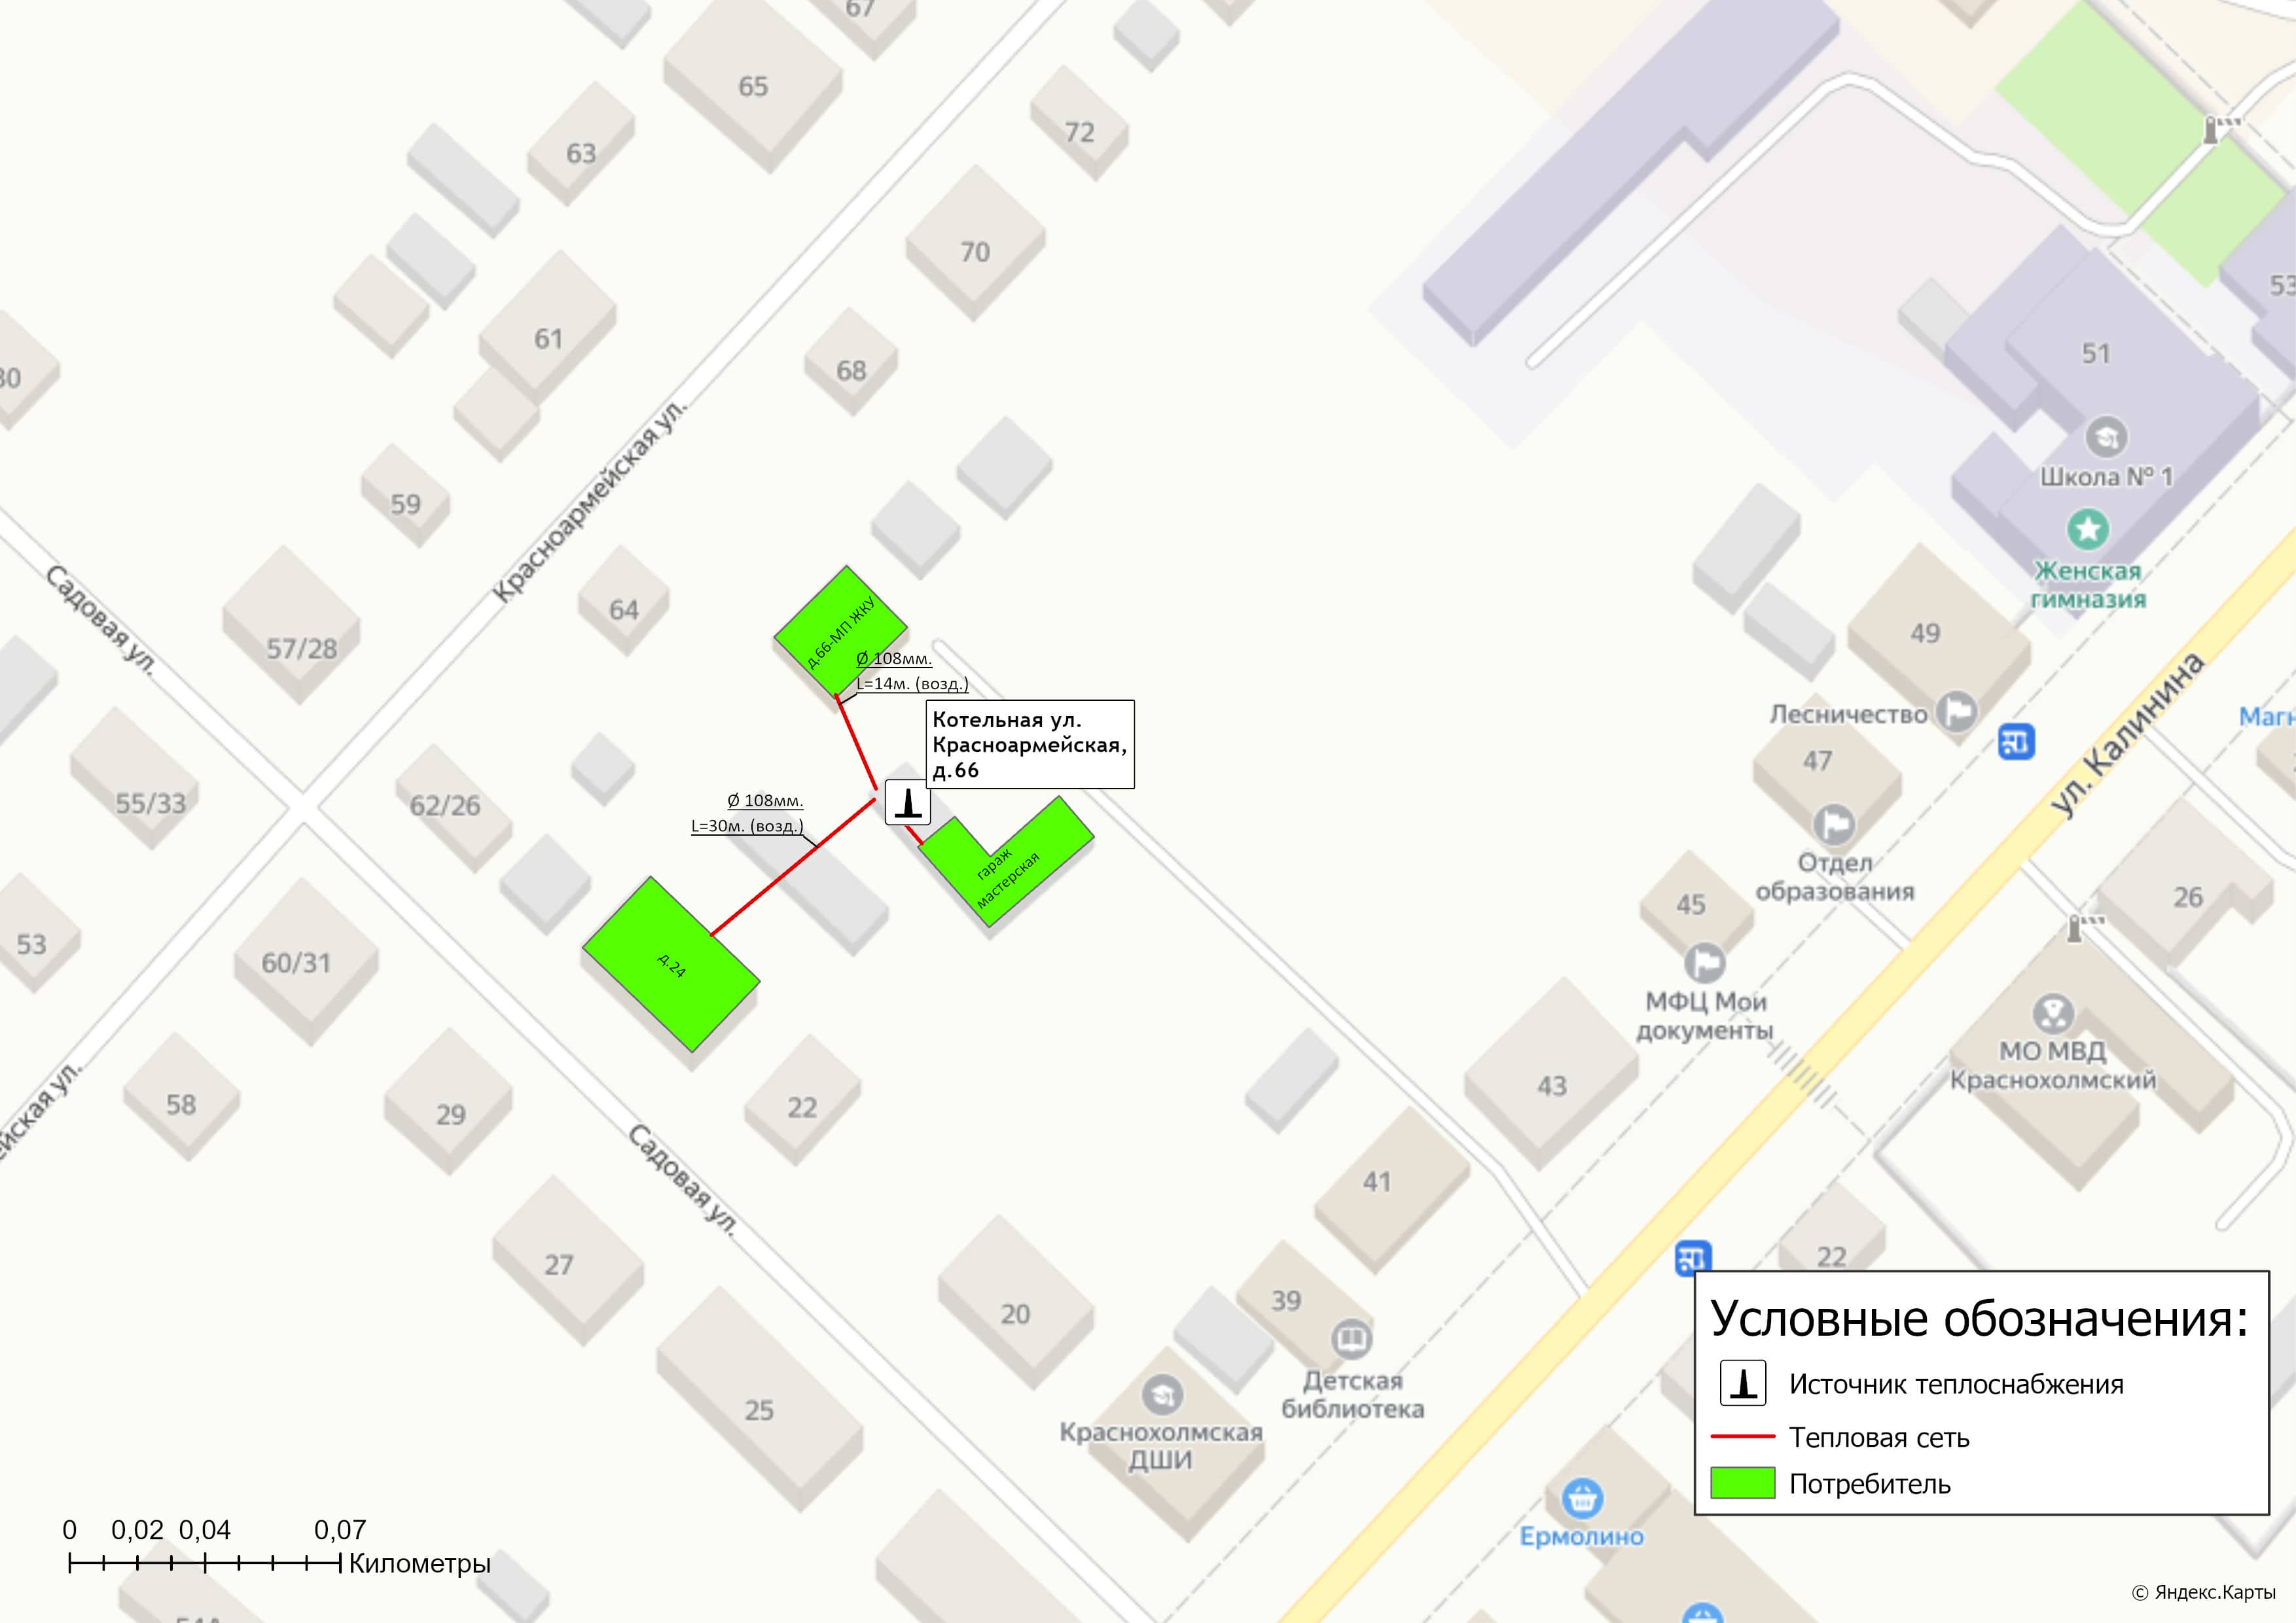 67
65
72
63
70
61
68
30
59
Красноармейская ул.
51
53
Школа № 1
Женская
гимназия
Садовая ул.
57/28
64
д.66-МП ЖКУ
Ø 108мм.
L=14м. (возд.)
49
Лесничество
47
ул. Калинина
Котельная ул.
Красноармейская,
д.66
55/33
62/26
Ø 108мм.
L=30м. (возд.)
гараж
мастерская
Отдел
образования
45
26
53
60/31
д.24
МФЦ Мои
документы
МО МВД
Краснохолмский
58
29
22
43
41
Садовая ул.
27
20
39
22
Детская
библиотека
25
Краснохолмская
ДШИ
Ермолино
Условные обозначения:
Источник теплоснабжения
Тепловая сеть
Потребитель
0 0,02 0,04 0,07
Километры
© Яндекс.Карты